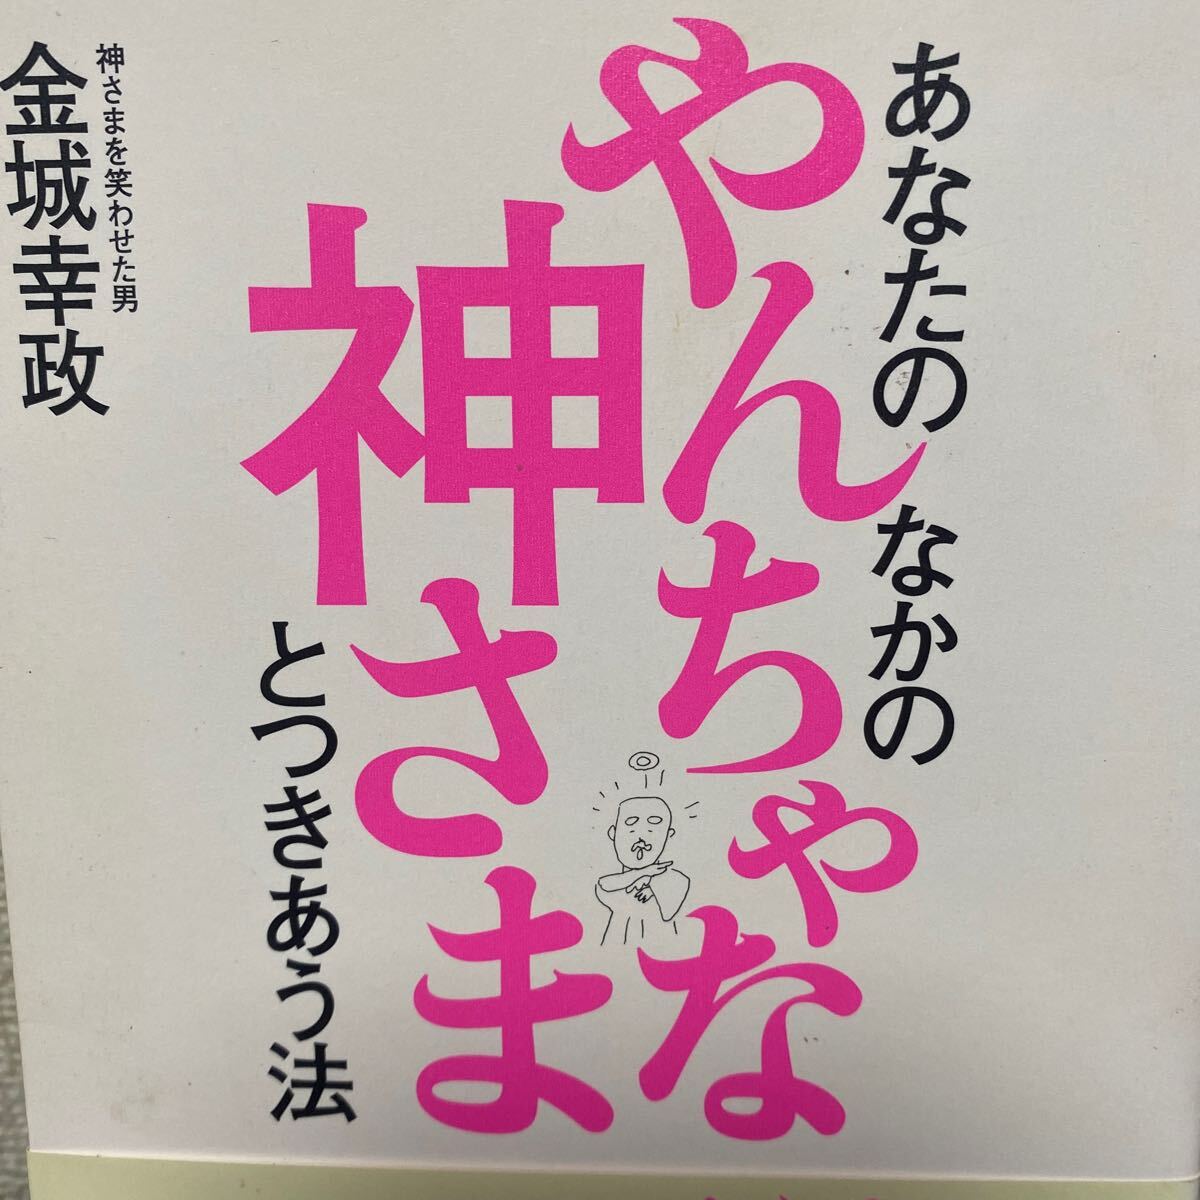 あなたのなかの
やんちゃな
神さま
とつきあう法
神さまを笑わせた男
金城幸政